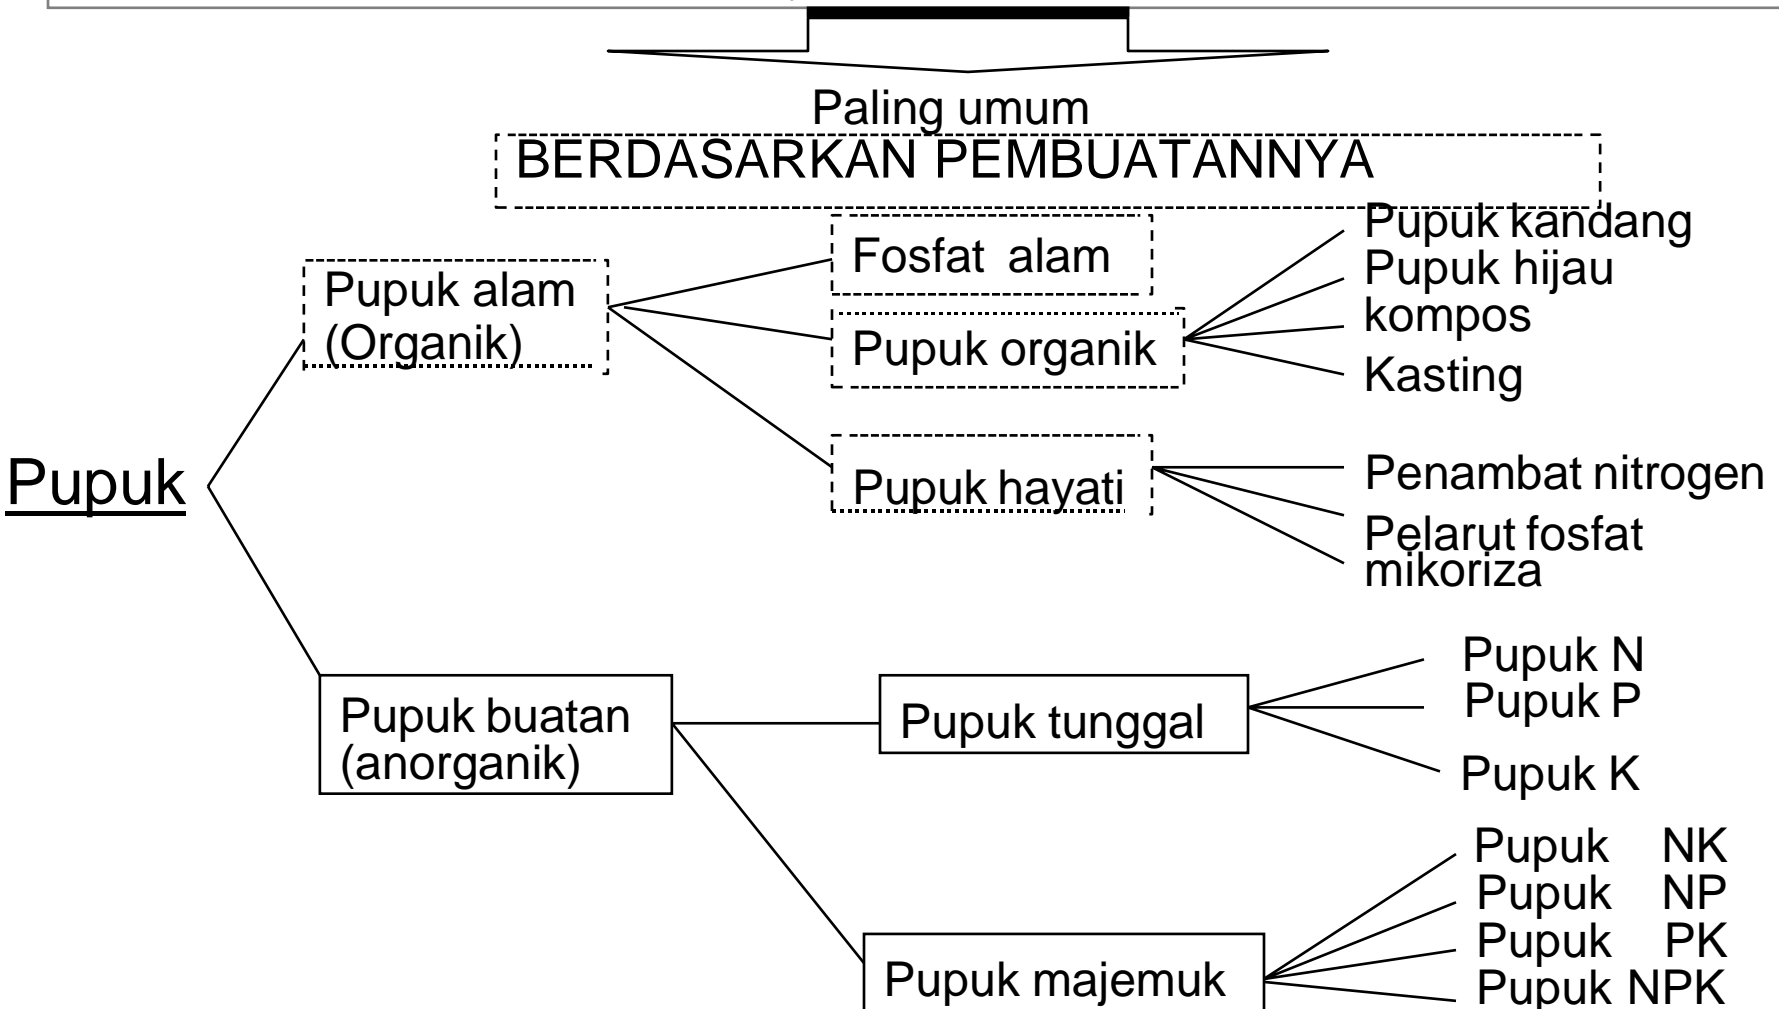 Paling umum
BERDASARKAN PEMBUATANNYA
Pupuk
Pupuk alam
(Organik)
Fosfat alam
Pupuk organik
Pupuk kandang
Pupuk hijau
kompos
Kasting
Pupuk hayati
Penambat nitrogen
Pelarut fosfat
mikoriza
Pupuk buatan
(anorganik)
Pupuk tunggal
Pupuk N
Pupuk P
Pupuk K
Pupuk majemuk
Pupuk NK
Pupuk NP
Pupuk PK
Pupuk NPK